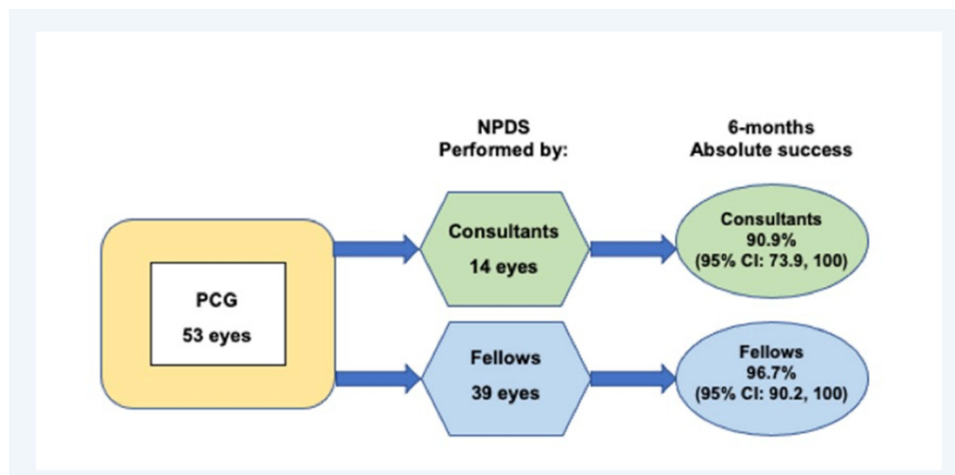 NPDS
Performed by:
6-months
Absolute success
PCG
53 eyes
Consultants
14 eyes
Consultants
90.9%
(95% CI: 73.9, 100)
Fellows
39 eyes
Fellows
96.7%
(95% CI: 90.2, 100)